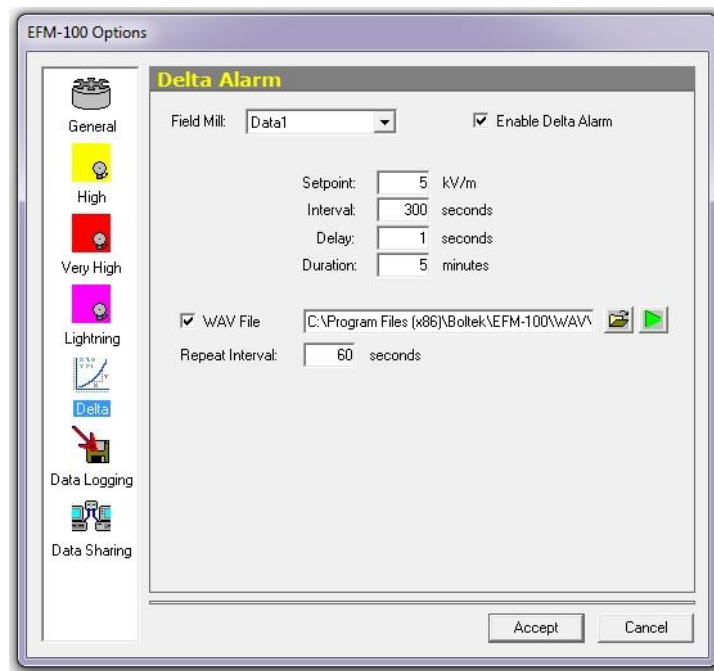 EFM-100 Options
General
High
Very High
Lightning
Delta
Data Logging
Data Sharing
Delta Alarm
Field Mill: Data1 Enable Delta Alarm
Setpoint: 5 kV/m
Interval: 300 seconds
Delay: 1 seconds
Duration: 5 minutes
WAV File C:\Program Files (x86)\Boltek\EFM-100\WAV\
Repeat Interval: 60 seconds
Accept Cancel